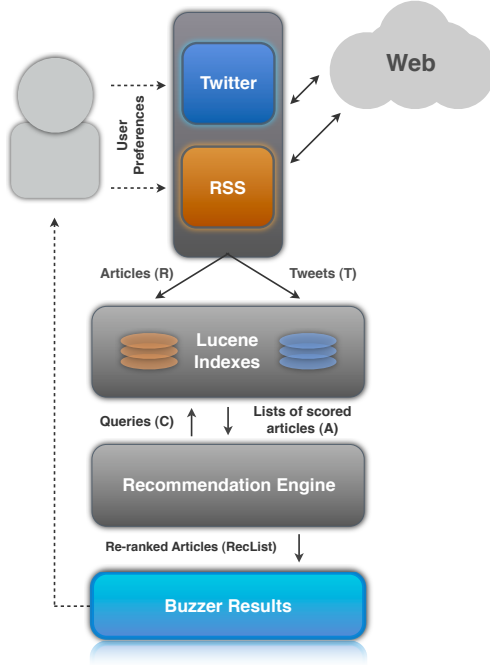 Twitter
Web
User
Preferences
RSS
Articles (R)
Tweets (T)
Lucene
Indexes
Queries (C)
Lists of scored
articles (A)
Recommendation Engine
Re-ranked Articles (RecList)
Buzzer Results